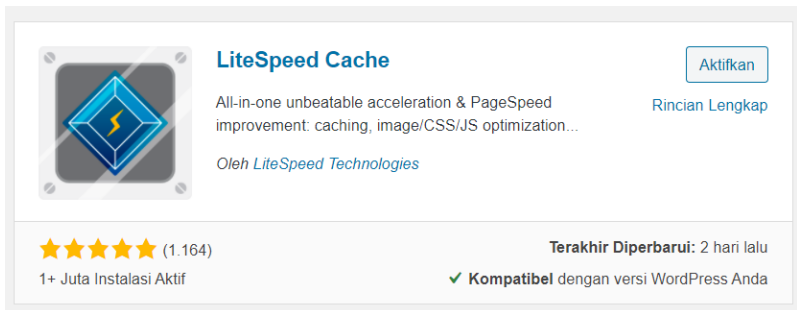 LiteSpeed Cache
Aktifkan
Rincian Lengkap
All-in-one unbeatable acceleration & PageSpeed
improvement: caching, image/CSS/JS optimization...
Oleh LiteSpeed Technologies
(1.164)
1+ Juta Instalasi Aktif
Terakhir Diperbarui: 2 hari lalu
Kompatibel dengan versi WordPress Anda